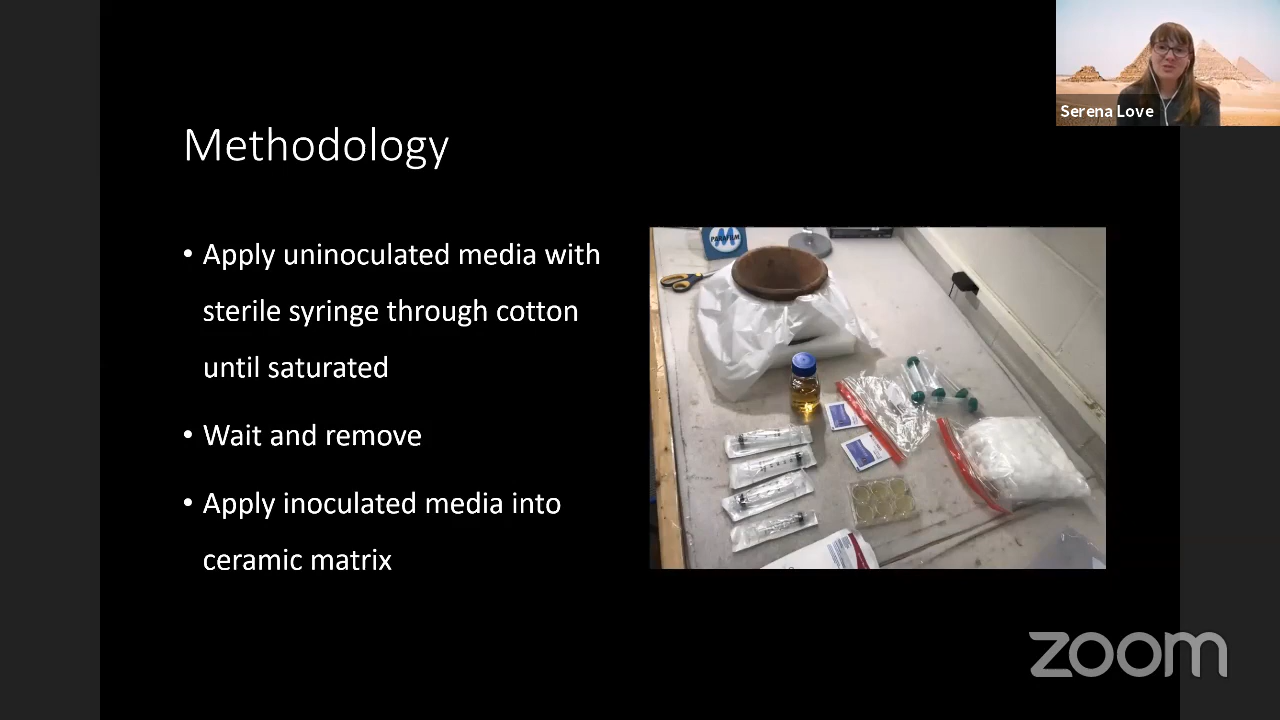 Serena Love
Methodology
• Apply uninoculated media with
sterile syringe through cotton
until saturated
• Wait and remove
• Apply inoculated media into
ceramic matrix
PARAFILM
zoom